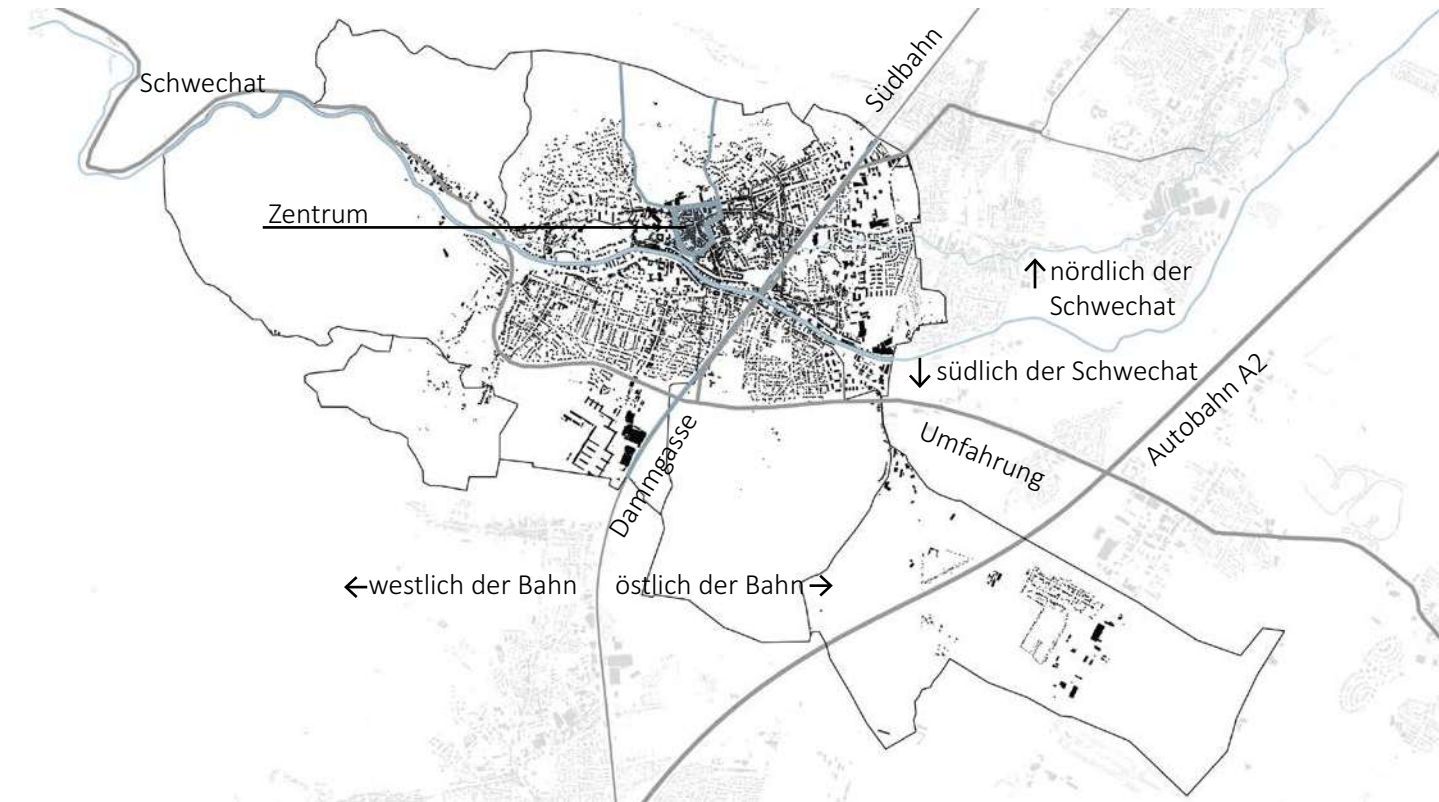 Schwechat
Südbahn
Zentrum
↑ nördlich der
Schwechat
↓ südlich der Schwechat
Autobahn A2
Umfahrung
Dammgasse
←westlich der Bahn
östlich der Bahn→